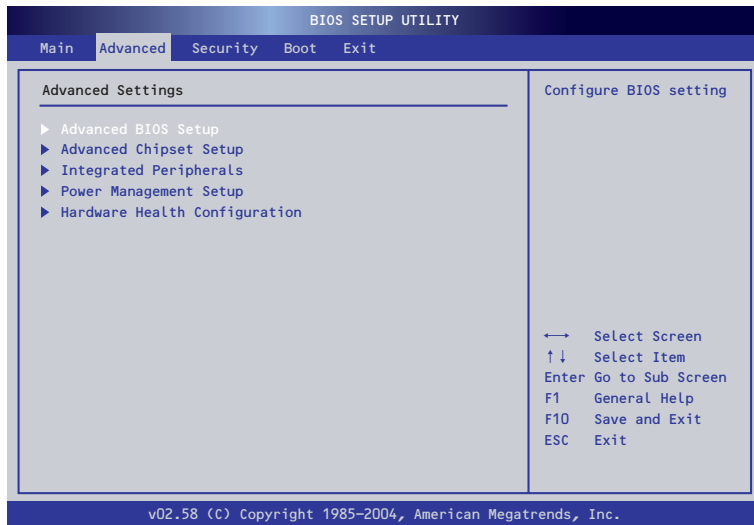 BIOS SETUP UTILITY
Main Advanced Security Boot Exit
Advanced Settings
Configure BIOS setting
▶ Advanced BIOS Setup
▶ Advanced Chipset Setup
▶ Integrated Peripherals
▶ Power Management Setup
▶ Hardware Health Configuration
←→ Select Screen
↑↓ Select Item
Enter Go to Sub Screen
F1 General Help
F10 Save and Exit
ESC Exit
v02.58 (C) Copyright 1985-2004, American Megatrends, Inc.